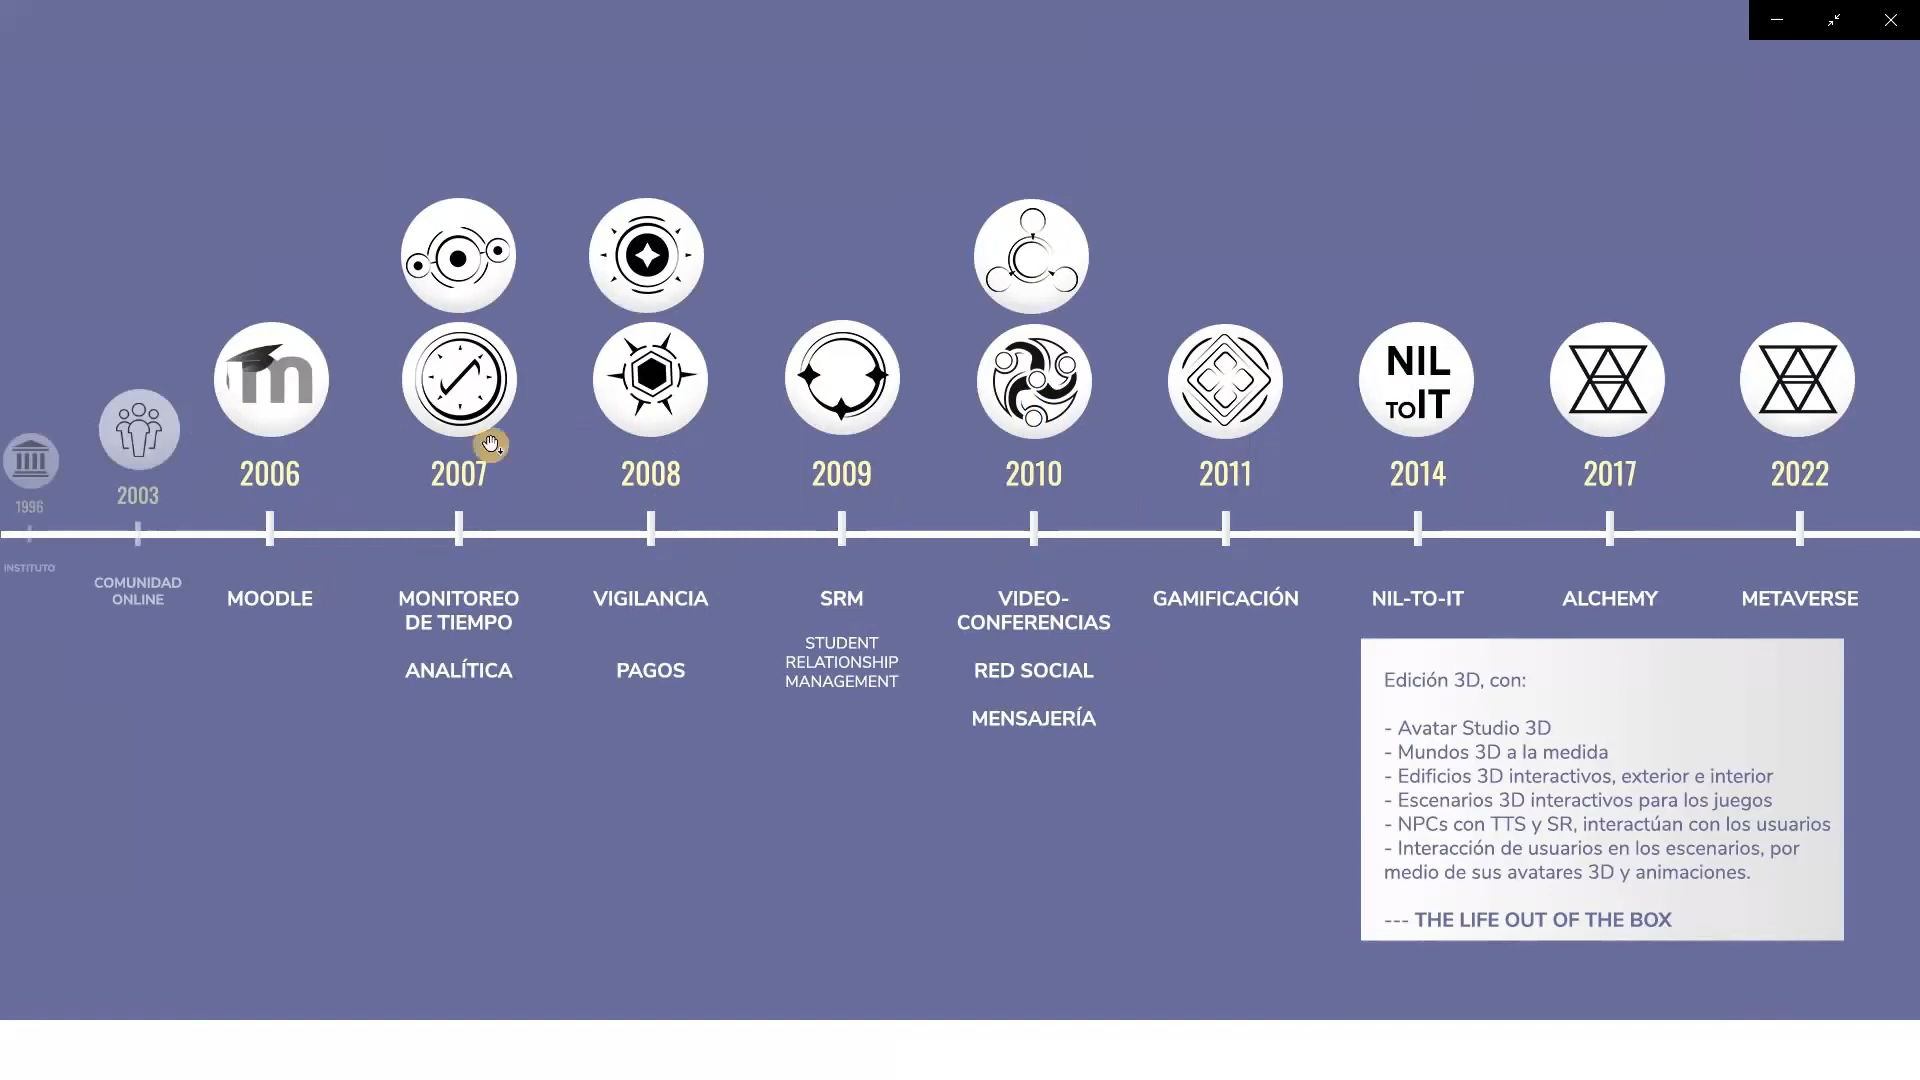 m
NIL
TO IT
1996
2003
2006
2007
2008
2009
2010
2011
2014
2017
2022
INSTITUTO
COMUNIDAD
ONLINE
MOODLE
MONITOREO
DE TIEMPO
ANALÍTICA
VIGILANCIA
PAGOS
SRM
STUDENT
RELATIONSHIP
MANAGEMENT
VIDEO-
CONFERENCIAS
RED SOCIAL
MENSAJERÍA
GAMIFICACIÓN
NIL-TO-IT
ALCHEMY
METAVERSE
Edición 3D, con:
- Avatar Studio 3D
- Mundos 3D a la medida
- Edificios 3D interactivos, exterior e interior
- Escenarios 3D interactivos para los juegos
- NPCs con TTS y SR, interactúan con los usuarios
- Interacción de usuarios en los escenarios, por
medio de sus avatares 3D y animaciones.
--- THE LIFE OUT OF THE BOX